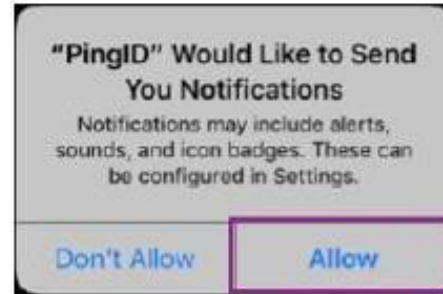 “PingID” Would Like to Send
You Notifications
Notifications may include alerts,
sounds, and icon badges. These can
be configured in Settings.
Don't Allow
Allow